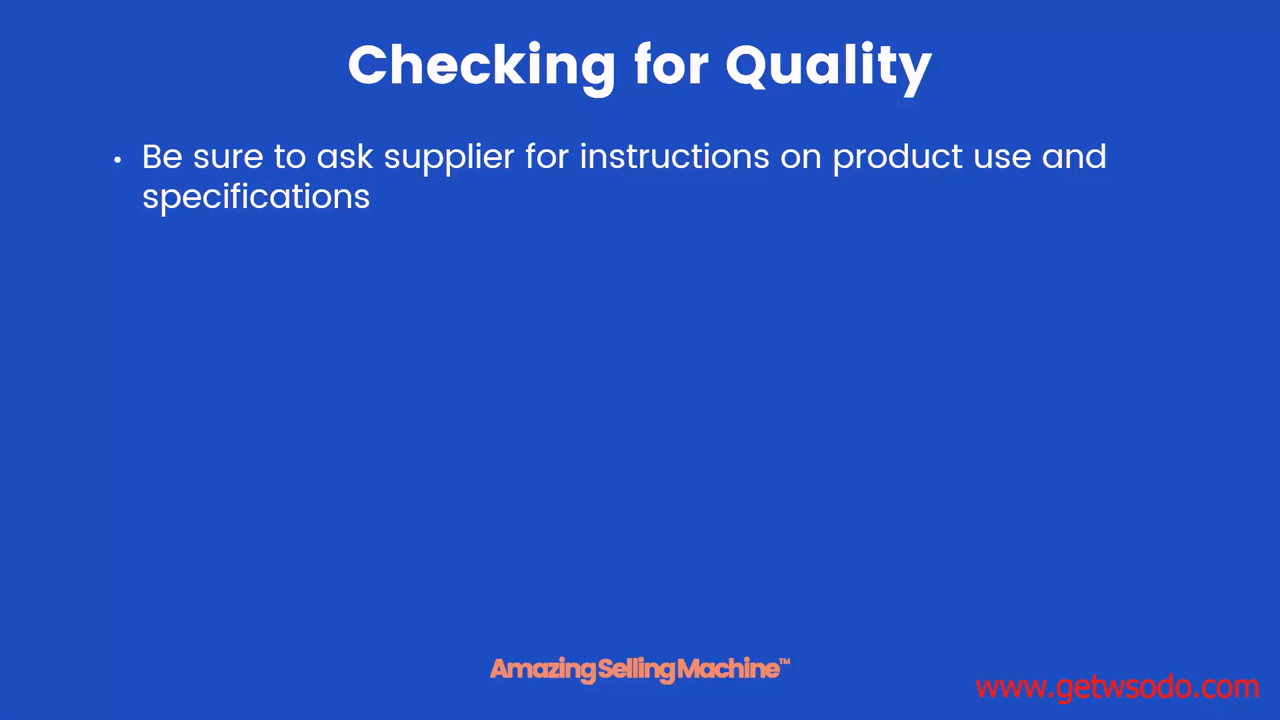 Checking for Quality
• Be sure to ask supplier for instructions on product use and
specifications
AmazingSellingMachine™
www.getwsodo.com